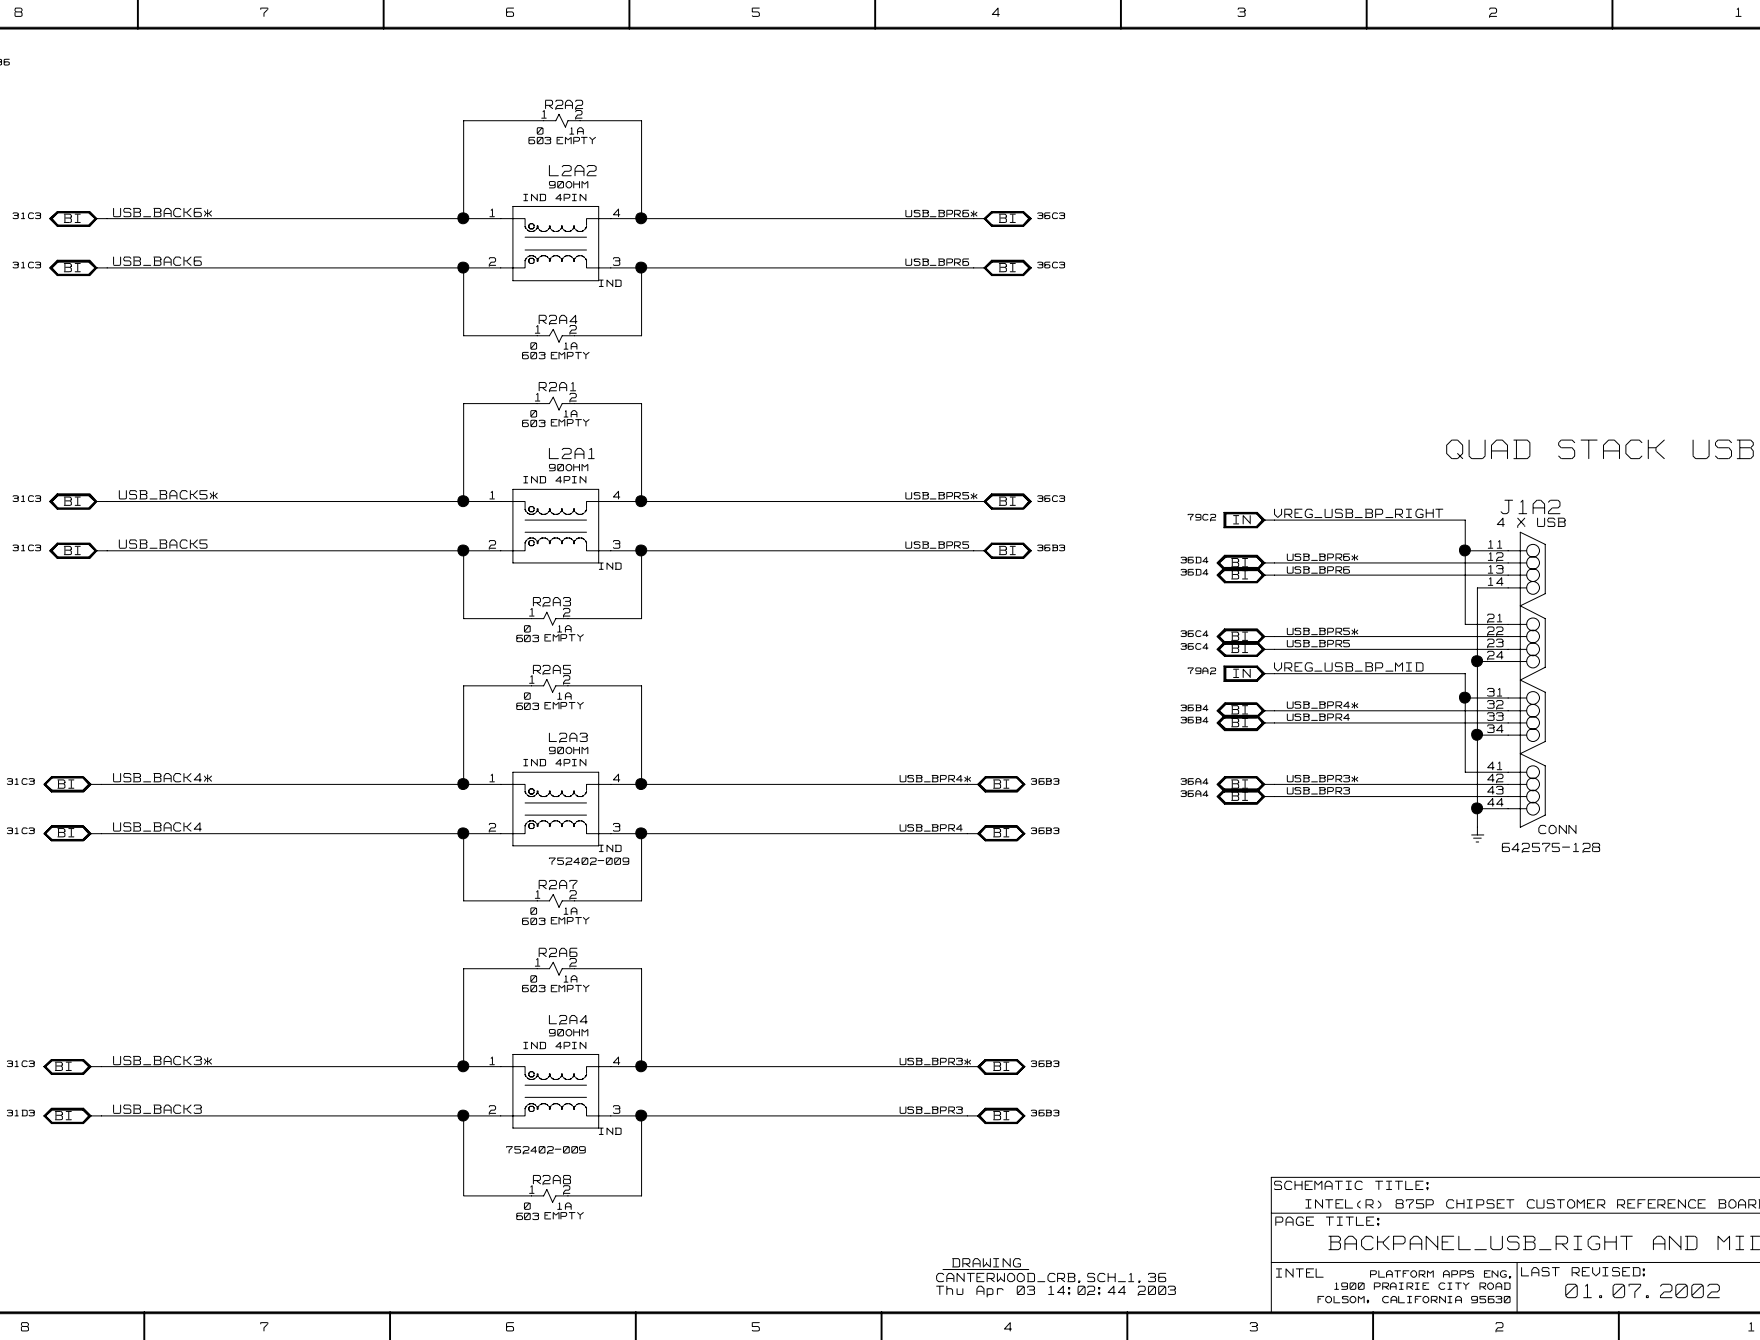 8 7 6 5 4 3 2 1
36
R2A2
1 2
0 1A
603 EMPTY
L2A2
90OHM
IND 4PIN
31C3 BI USB_BACK6* 1 4 USB_BPR6* BI 36C3
31C3 BI USB_BACK6 2 3 USB_BPR6 BI 36C3
IND
R2A4
1 2
0 1A
603 EMPTY
R2A1
1 2
0 1A
603 EMPTY
L2A1
90OHM
IND 4PIN
31C3 BI USB_BACK5* 1 4 USB_BPR5* BI 36C3
31C3 BI USB_BACK5 2 3 USB_BPR5 BI 36B3
IND
R2A3
1 2
0 1A
603 EMPTY
R2A5
1 2
0 1A
603 EMPTY
L2A3
90OHM
IND 4PIN
31C3 BI USB_BACK4* 1 4 USB_BPR4* BI 36B3
31C3 BI USB_BACK4 2 3 USB_BPR4 BI 36B3
IND
752402-009
R2A7
1 2
0 1A
603 EMPTY
R2A6
1 2
0 1A
603 EMPTY
L2A4
90OHM
IND 4PIN
31C3 BI USB_BACK3* 1 4 USB_BPR3* BI 36B3
31D3 BI USB_BACK3 2 3 USB_BPR3 BI 36B3
IND
752402-009
R2A8
1 2
0 1A
603 EMPTY
QUAD STACK USB
J1A2
4 X USB
79C2 IN VREG_USB_BP_RIGHT
11
36D4 BI USB_BPR6* 12
36D4 BI USB_BPR6 13
14
21
36C4 BI USB_BPR5* 22
36C4 BI USB_BPR5 23
24
79A2 IN VREG_USB_BP_MID
31
36B4 BI USB_BPR4* 32
36B4 BI USB_BPR4 33
34
41
36A4 BI USB_BPR3* 42
36A4 BI USB_BPR3 43
44
CONN
642575-128
DRAWING
CANTERWOOD_CRB.SCH_1.36
Thu Apr 03 14:02:44 2003
SCHEMATIC TITLE:
INTEL(R) 875P CHIPSET CUSTOMER REFERENCE BOAR
PAGE TITLE:
BACKPANEL_USB_RIGHT AND MID
INTEL PLATFORM APPS ENG.
1900 PRAIRIE CITY ROAD
FOLSOM, CALIFORNIA 95630
LAST REVISED:
01.07.2002
8 7 6 5 4 3 2 1